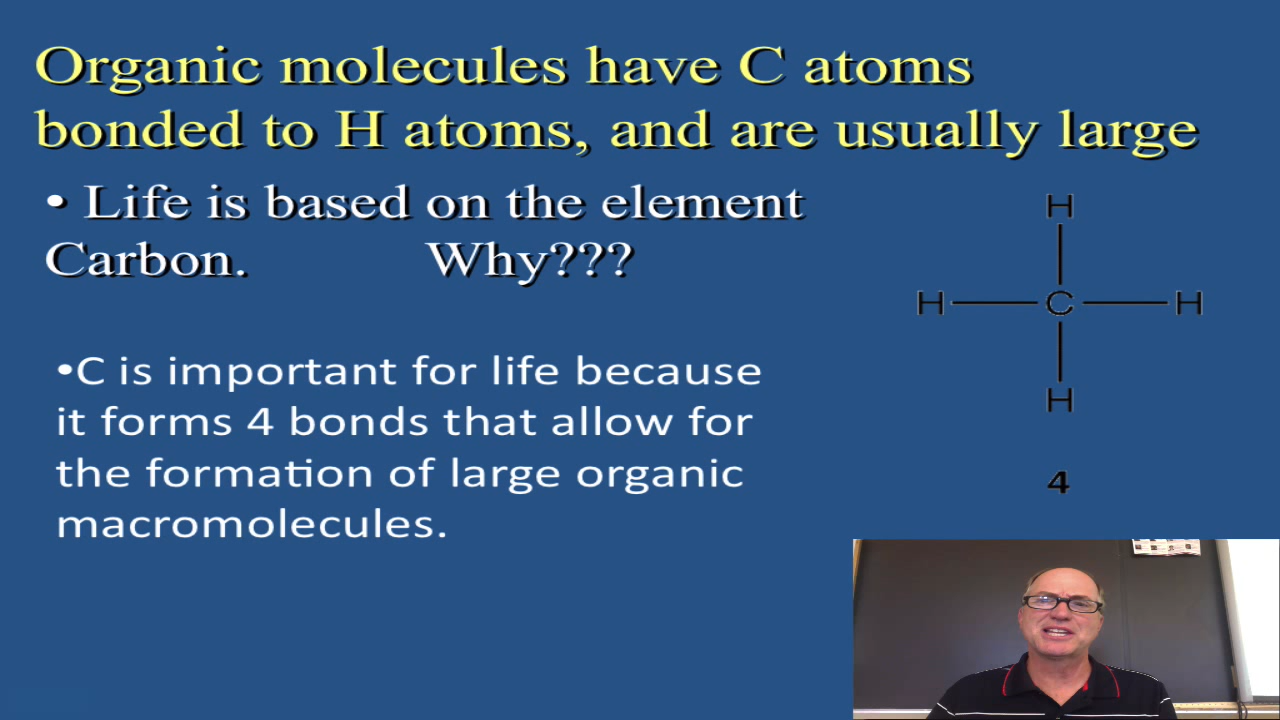 Organic molecules have C atoms
bonded to H atoms, and are usually large
• Life is based on the element
Carbon. Why???
•C is important for life because
it forms 4 bonds that allow for
the formation of large organic
macromolecules.
H
H C H
H
4